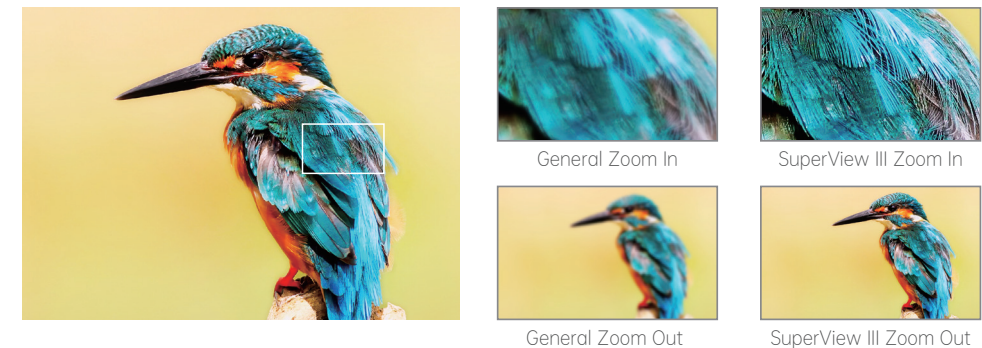 General Zoom In
SuperView III Zoom In
General Zoom Out
SuperView III Zoom Out